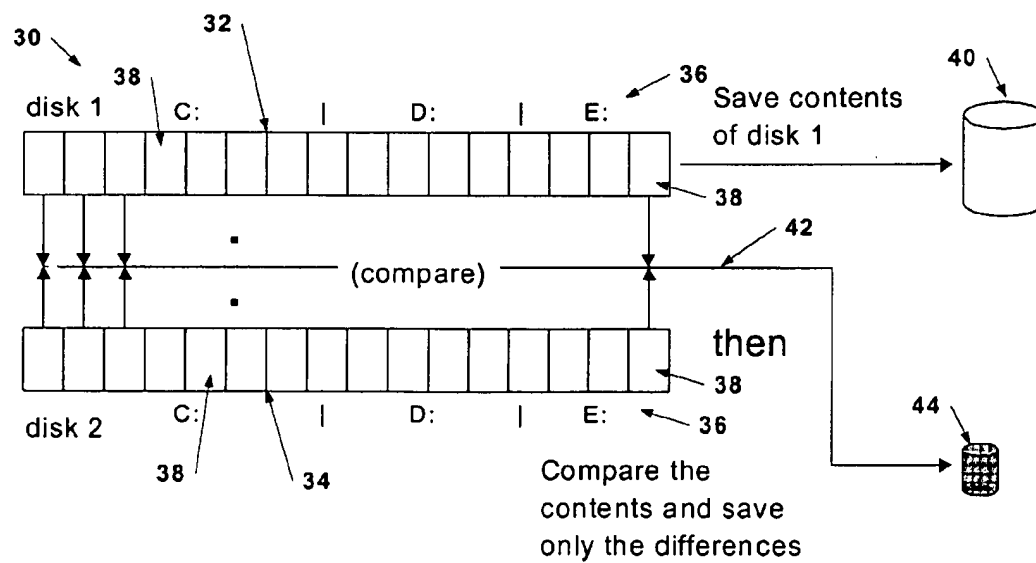 30
32
38
36
40
disk 1
C: | D: | E:
Save contents
of disk 1
38
42
(compare)
then
38
disk 2
C: | D: | E:
36
44
38
34
Compare the
contents and save
only the differences